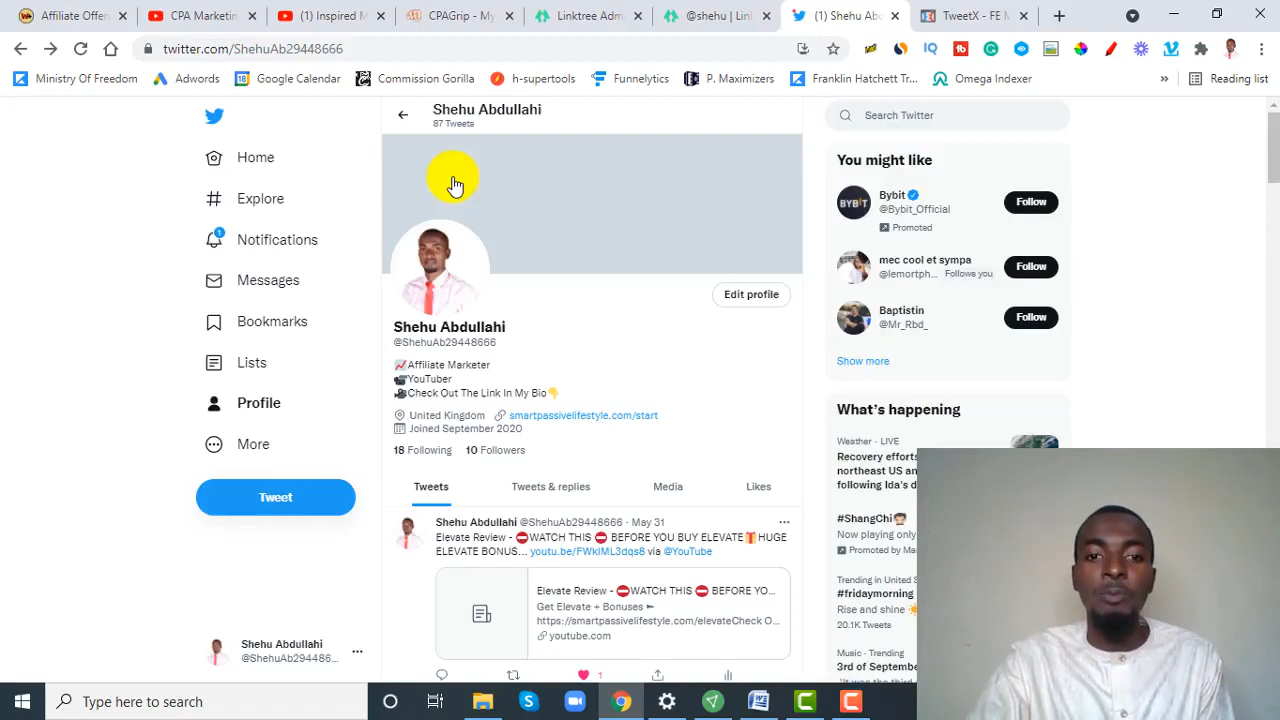 Affiliate Offers
CPA Marketing
(1) Inspired M
CPAGrip - My
Linktree Adm
@shehu | Link
(1) Shehu Abd
TweetX - FE M
twitter.com/ShehuAb29448666
Ministry Of Freedom
Adwords
Google Calendar
Commission Gorilla
h-supertools
Funnelytics
P. Maximizers
Franklin Hatchett Tr...
Omega Indexer
Reading list
Shehu Abdullahi
87 Tweets
Home
Explore
Notifications
Messages
Bookmarks
Lists
Profile
More
Tweet
Shehu Abdullahi
@ShehuAb294486...
Edit profile
Shehu Abdullahi
@ShehuAb29448666
📈Affiliate Marketer
📹YouTuber
🎥Check Out The Link In My Bio👇
United Kingdom
smartpassivelifestyle.com/start
Joined September 2020
18 Following
10 Followers
Tweets
Tweets & replies
Media
Likes
Shehu Abdullahi @ShehuAb29448666 · May 31
Elevate Review - ⛔WATCH THIS ⛔ BEFORE YOU BUY ELEVATE🎁HUGE
ELEVATE BONUS... youtu.be/FWkIML3dqs8 via @YouTube
Elevate Review - ⛔WATCH THIS ⛔ BEFORE YO...
Get Elevate + Bonuses ►
https://smartpassivelifestyle.com/elevateCheck O...
youtube.com
1
Search Twitter
You might like
Bybit
@Bybit_Official
Promoted
Follow
mec cool et sympa
@lemortph... Follows you
Follow
Baptistin
@Mr_Rbd_
Follow
Show more
What's happening
Weather · LIVE
Recovery efforts
northeast US an
following Ida's d
#ShangChi
Now playing only
Promoted by Ma
Trending in United S
#fridaymorning
Rise and shine
20.1K Tweets
Music · Trending
3rd of September
Type here to search